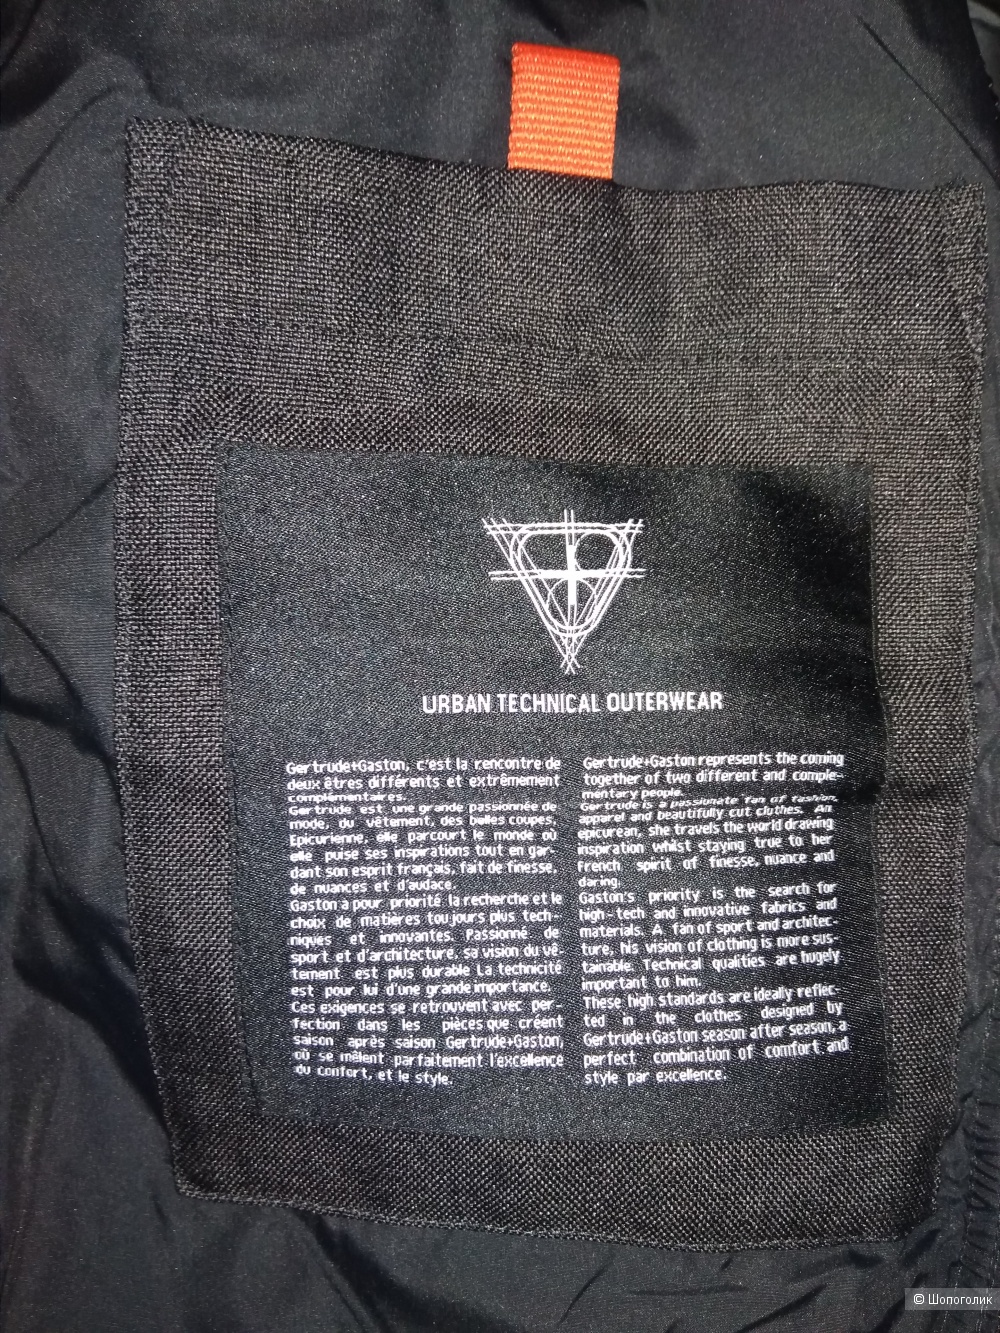 URBAN TECHNICAL OUTERWEAR
Gertrude+Gaston, c'est la rencontre de
deux êtres différents et extrêmement
complémentaires.
Gertrude est une grande passionnée de
mode, du vêtement, des belles coupes,
Epicurienne, elle parcourt le monde où
elle puise ses inspirations tout en gar-
dant son esprit français, fait de finesse,
de nuances et d'audace.
Gaston a pour priorité la recherche et le
choix de matières toujours plus tech-
niques et innovantes. Passionné de
sport et d'architecture, sa vision du vê-
tement est plus durable La technicité
est pour lui d'une grande importance.
Ces exigences se retrouvent avec per-
fection dans les pièces que créent
saison après saison Gertrude+Gaston,
où se mêlent parfaitement l'excellence
du confort, et le style.
Gertrude+Gaston represents the coming
together of two different and comple-
mentary people.
Gertrude is a passionate fan of fashion,
apparel and beautifully cut clothes. An
epicurean, she travels the world drawing
inspiration whilst staying true to her
French spirit of finesse, nuance and
daring.
Gaston's priority is the search for
high-tech and innovative fabrics and
materials. A fan of sport and architec-
ture, his vision of clothing is more sus-
tainable. Technical qualities are hugely
important to him.
These high standards are ideally reflec-
ted in the clothes designed by
Gertrude+Gaston season after season, a
perfect combination of comfort and
style par excellence.
© Шопоголик